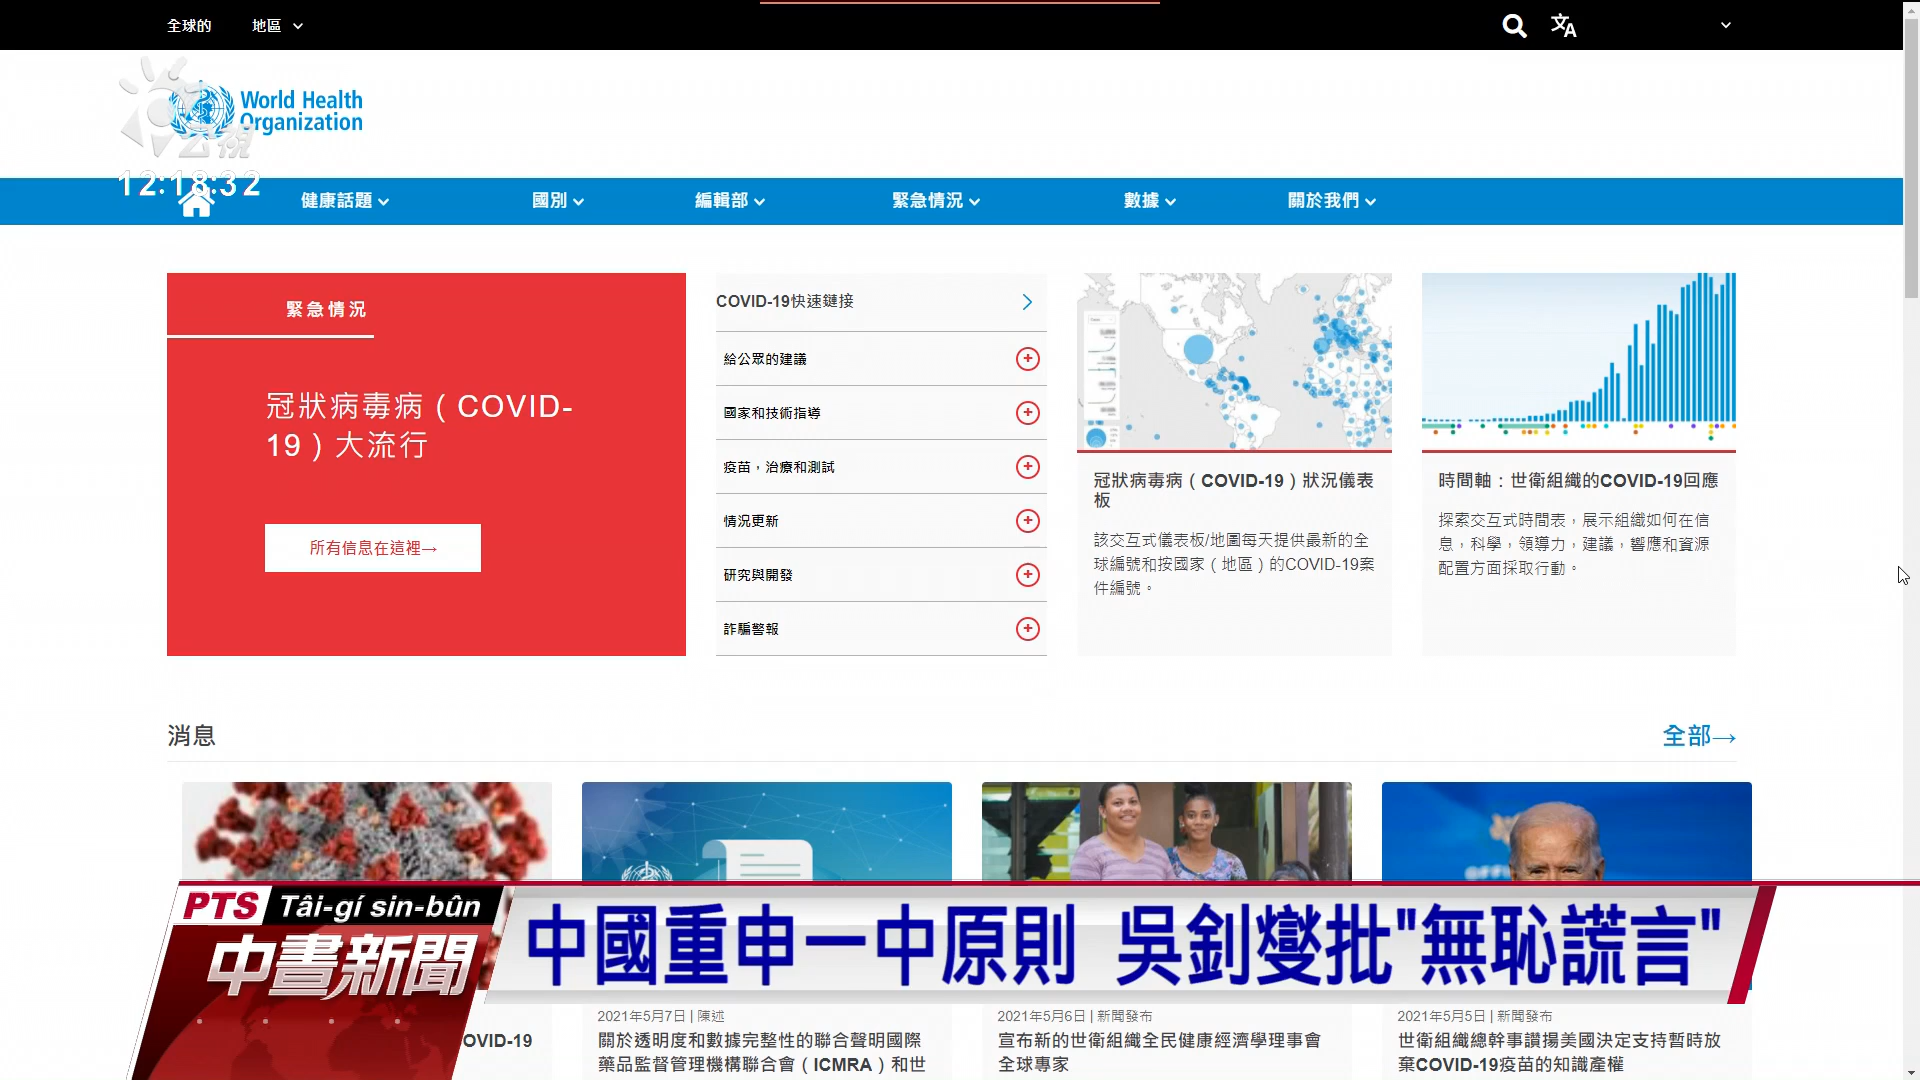 全球的
地區
World Health
Organization
公視
12:18:32
健康話題
國別
編輯部
緊急情況
數據
關於我們
緊急情況
冠狀病毒病（COVID-
19）大流行
所有信息在這裡→
COVID-19快速鏈接
給公眾的建議
國家和技術指導
疫苗，治療和測試
情況更新
研究與開發
詐騙警報
冠狀病毒病（COVID-19）狀況儀表
板
該交互式儀表板/地圖每天提供最新的全
球編號和按國家（地區）的COVID-19案
件編號。
時間軸：世衛組織的COVID-19回應
探索交互式時間表，展示組織如何在信
息，科學，領導力，建議，響應和資源
配置方面採取行動。
消息
全部→
PTS Tâi-gí sin-bûn
中晝新聞
中國重申一中原則 吳釗燮批"無恥謊言"
OVID-19
2021年5月7日 | 陳述
關於透明度和數據完整性的聯合聲明國際
藥品監督管理機構聯合會（ICMRA）和世
2021年5月6日 | 新聞發布
宣布新的世衛組織全民健康經濟學理事會
全球專家
2021年5月5日 | 新聞發布
世衛組織總幹事讚揚美國決定支持暫時放
棄COVID-19疫苗的知識產權